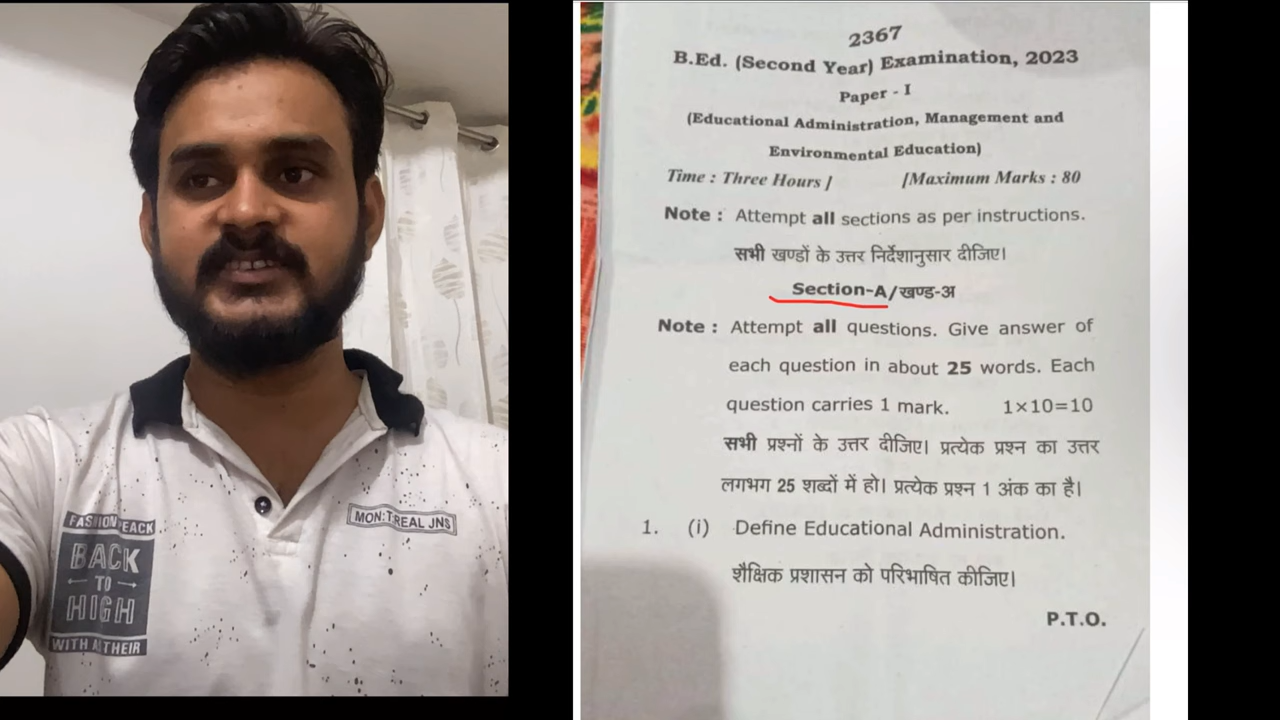 FASHION PEACK
BACK
TO
HIGH
WITH THEIR
MON:TREAL JNS
2367
B.Ed. (Second Year) Examination, 2023
Paper - I
(Educational Administration, Management and
Environmental Education)
Time : Three Hours ] [Maximum Marks : 80
Note : Attempt all sections as per instructions.
सभी खण्डों के उत्तर निर्देशानुसार दीजिए।
Section-A/खण्ड-अ
Note : Attempt all questions. Give answer of
each question in about 25 words. Each
question carries 1 mark. 1×10=10
सभी प्रश्नों के उत्तर दीजिए। प्रत्येक प्रश्न का उत्तर
लगभग 25 शब्दों में हो। प्रत्येक प्रश्न 1 अंक का है।
1. (i) Define Educational Administration.
शैक्षिक प्रशासन को परिभाषित कीजिए।
P.T.O.